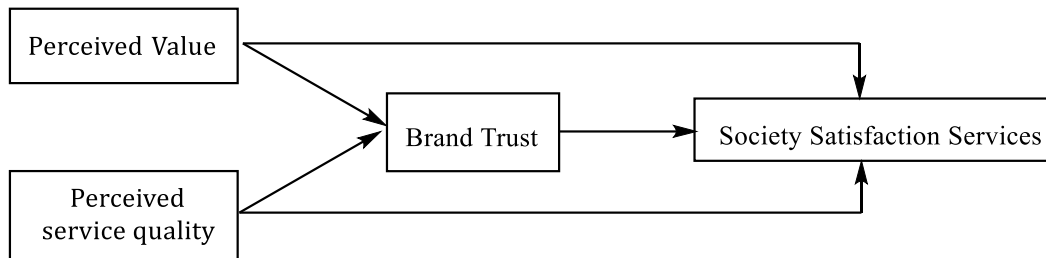 Perceived Value
Brand Trust
Society Satisfaction Services
Perceived
service quality